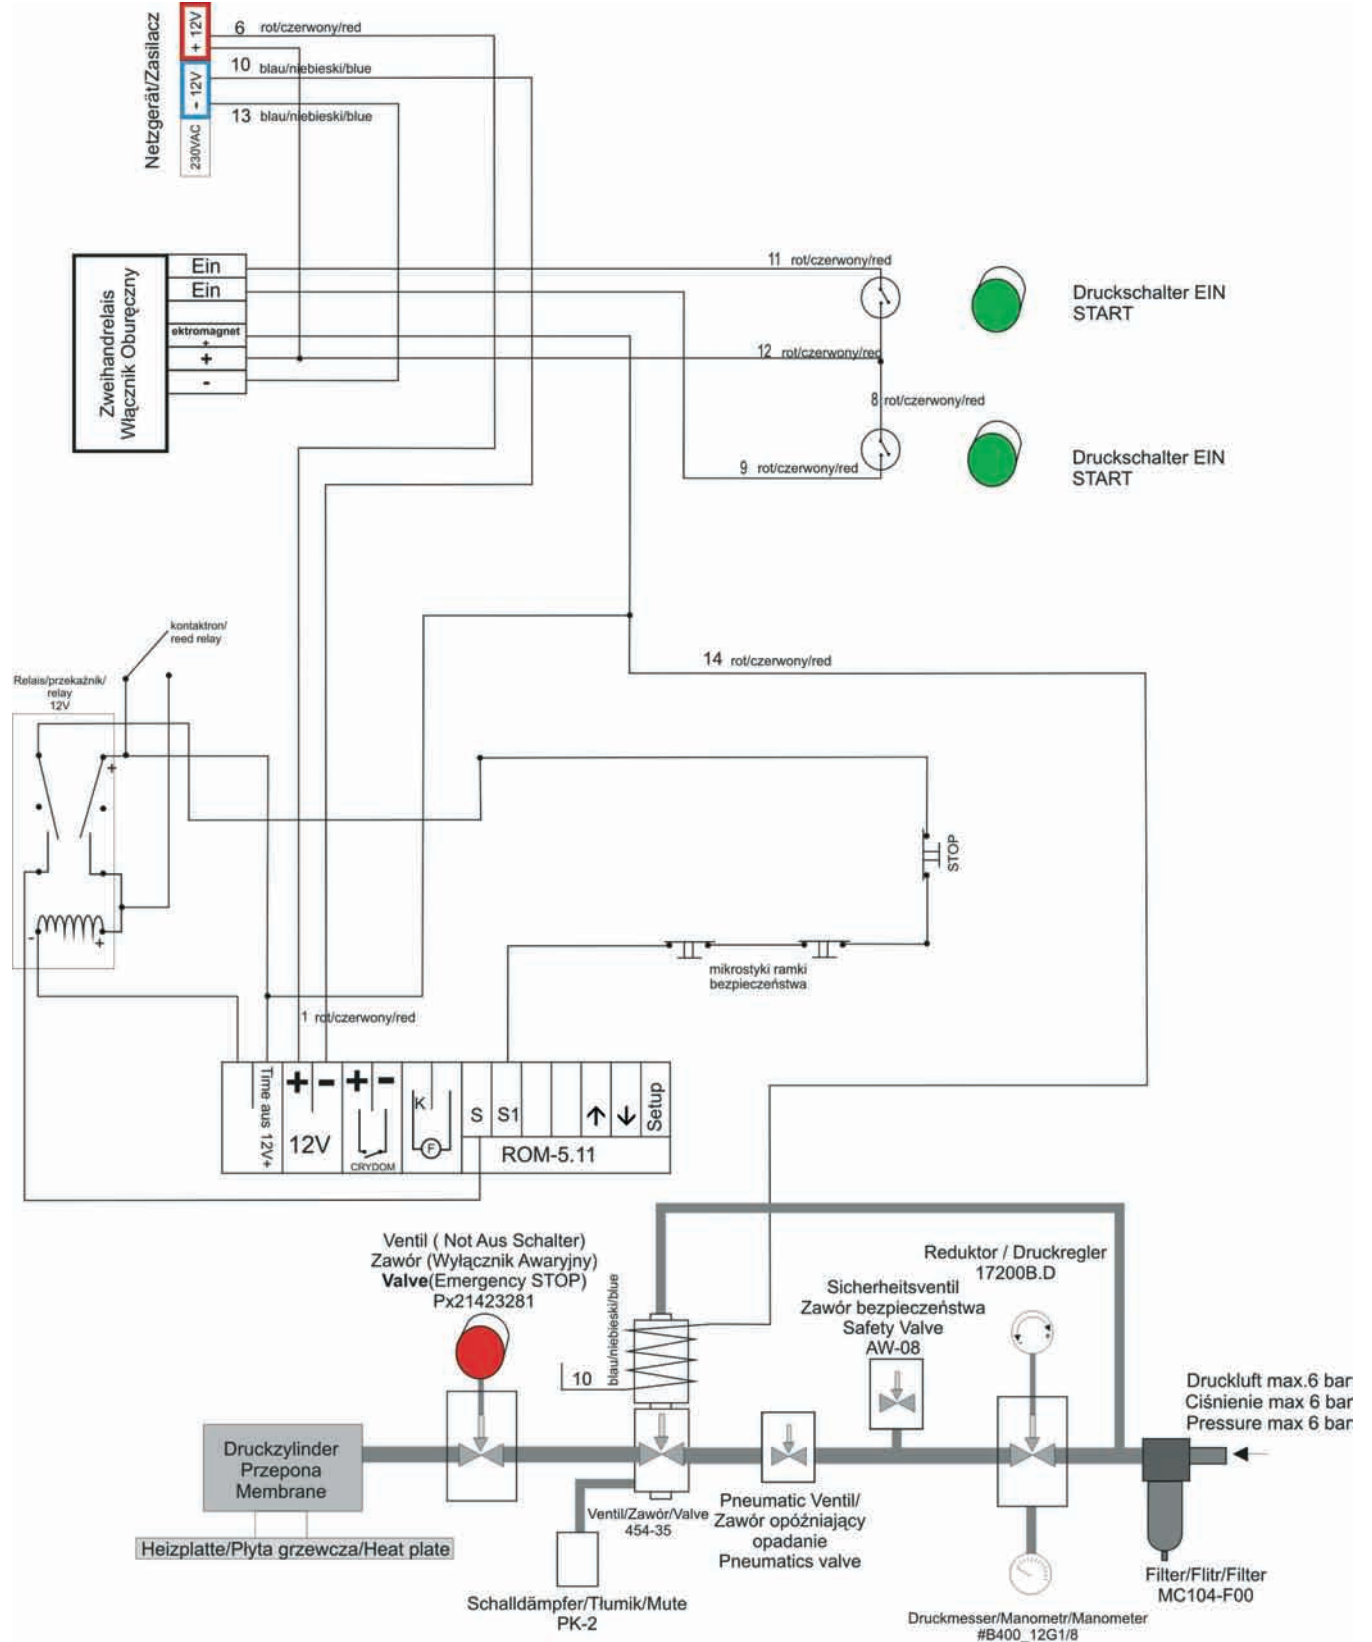 Netzgerät/Zasilacz
+ 12V
- 12V
230VAC
6 rot/czerwony/red
10 blau/niebieski/blue
13 blau/niebieski/blue
Zweihandrelais
Włącznik Oburęczny
Ein
Ein
ektromagnet
+
+
-
11 rot/czerwony/red
12 rot/czerwony/red
8 rot/czerwony/red
9 rot/czerwony/red
Druckschalter EIN
START
Druckschalter EIN
START
kontaktron/
reed relay
Relais/przekaźnik/
relay
12V
+
-
+
14 rot/czerwony/red
STOP
mikrostyki ramki
bezpieczeństwa
1 rot/czerwony/red
Time aus 12V+
+ -
12V
+ -
CRYDOM
K
F
S
S1
↑
↓
Setup
ROM-5.11
Ventil ( Not Aus Schalter)
Zawór (Wyłącznik Awaryjny)
Valve(Emergency STOP)
Px21423281
10
blau/niebieski/blue
Reduktor / Druckregler
17200B.D
Sicherheitsventil
Zawór bezpieczeństwa
Safety Valve
AW-08
Druckluft max.6 bar
Ciśnienie max 6 bar
Pressure max 6 bar
Druckzylinder
Przepona
Membrane
Heizplatte/Płyta grzewcza/Heat plate
Ventil/Zawór/Valve
454-35
Pneumatic Ventil/
Zawór opóźniający
opadanie
Pneumatics valve
Schalldämpfer/Tłumik/Mute
PK-2
Filter/Flitr/Filter
MC104-F00
Druckmesser/Manometr/Manometer
#B400_12G1/8